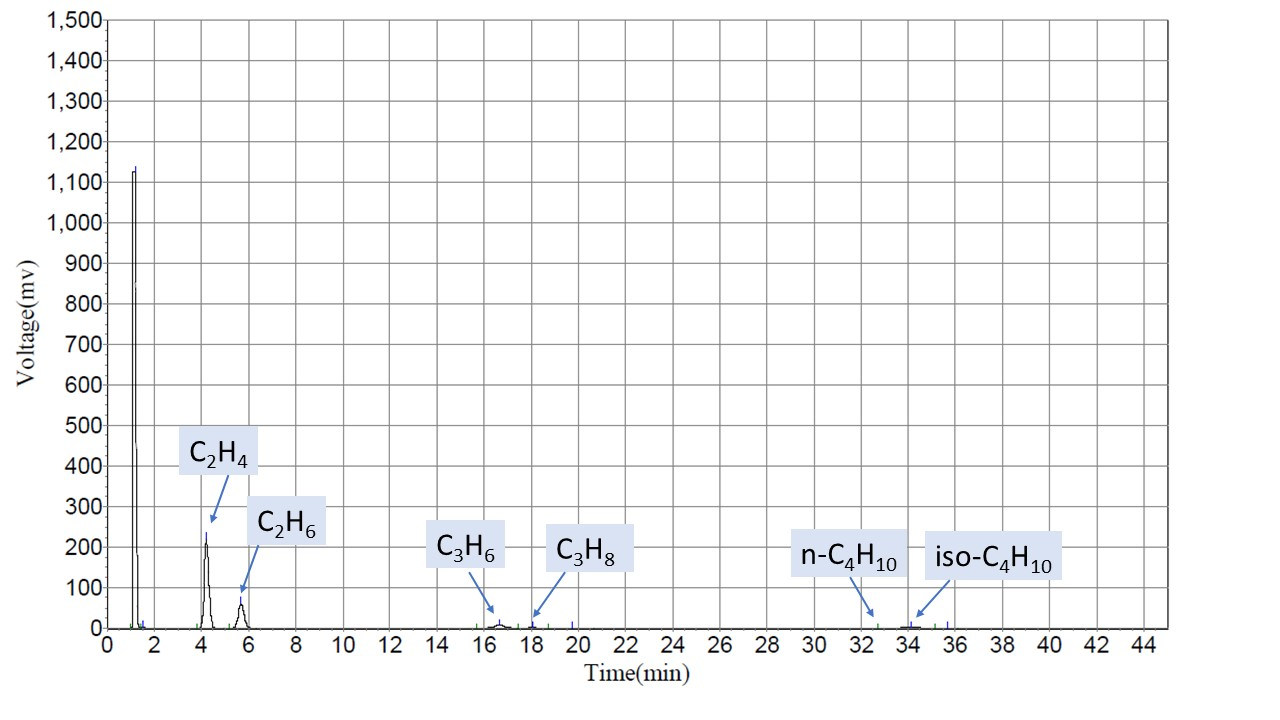 1,500
1,400
1,300
1,200
1,100
1,000
900
800
700
600
500
400
300
200
100
0
Voltage(mv)
C₂H₄
C₂H₆
C₃H₆
C₃H₈
n-C₄H₁₀
iso-C₄H₁₀
0 2 4 6 8 10 12 14 16 18 20 22 24 26 28 30 32 34 36 38 40 42 44
Time(min)